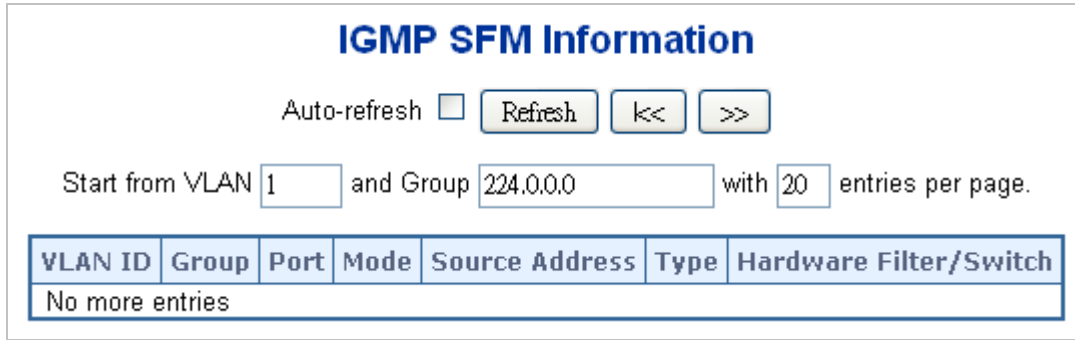 IGMP SFM Information
Auto-refresh Refresh |<< >>
Start from VLAN 1 and Group 224.0.0.0 with 20 entries per page.
VLAN ID Group Port Mode Source Address Type Hardware Filter/Switch
No more entries